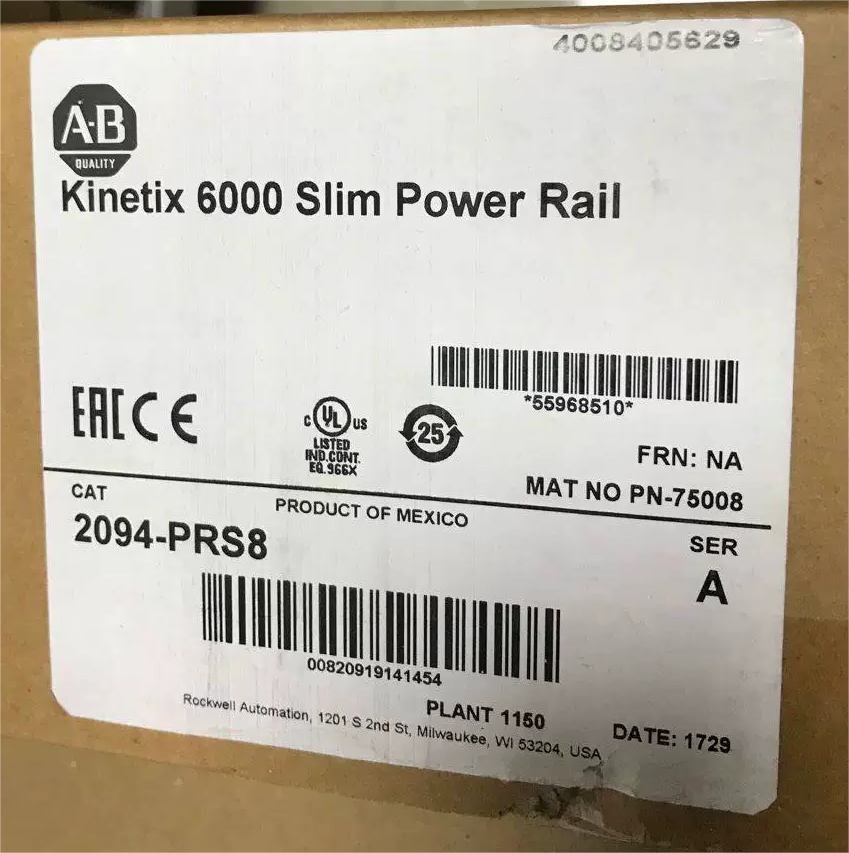 4008405629
A-B
QUALITY
Kinetix 6000 Slim Power Rail
*55968510*
EAC CE
C UL US
LISTED
IND.CONT.
EQ.966X
25
FRN: NA
MAT NO PN-75008
CAT
PRODUCT OF MEXICO
SER
2094-PRS8
A
00820919141454
PLANT 1150
Rockwell Automation, 1201 S 2nd St, Milwaukee, WI 53204, USA
DATE: 1729